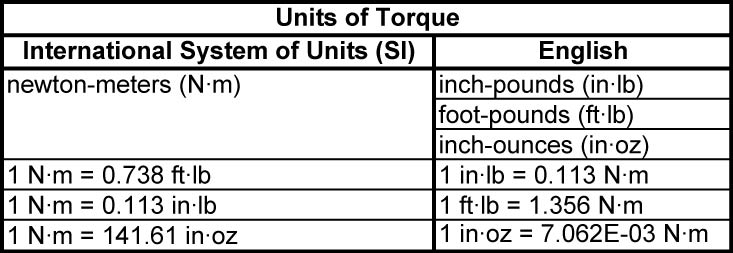 Units of Torque
International System of Units (SI) English
newton-meters (N·m) inch-pounds (in·lb)
foot-pounds (ft·lb)
inch-ounces (in·oz)
1 N·m = 0.738 ft·lb 1 in·lb = 0.113 N·m
1 N·m = 0.113 in·lb 1 ft·lb = 1.356 N·m
1 N·m = 141.61 in·oz 1 in·oz = 7.062E-03 N·m